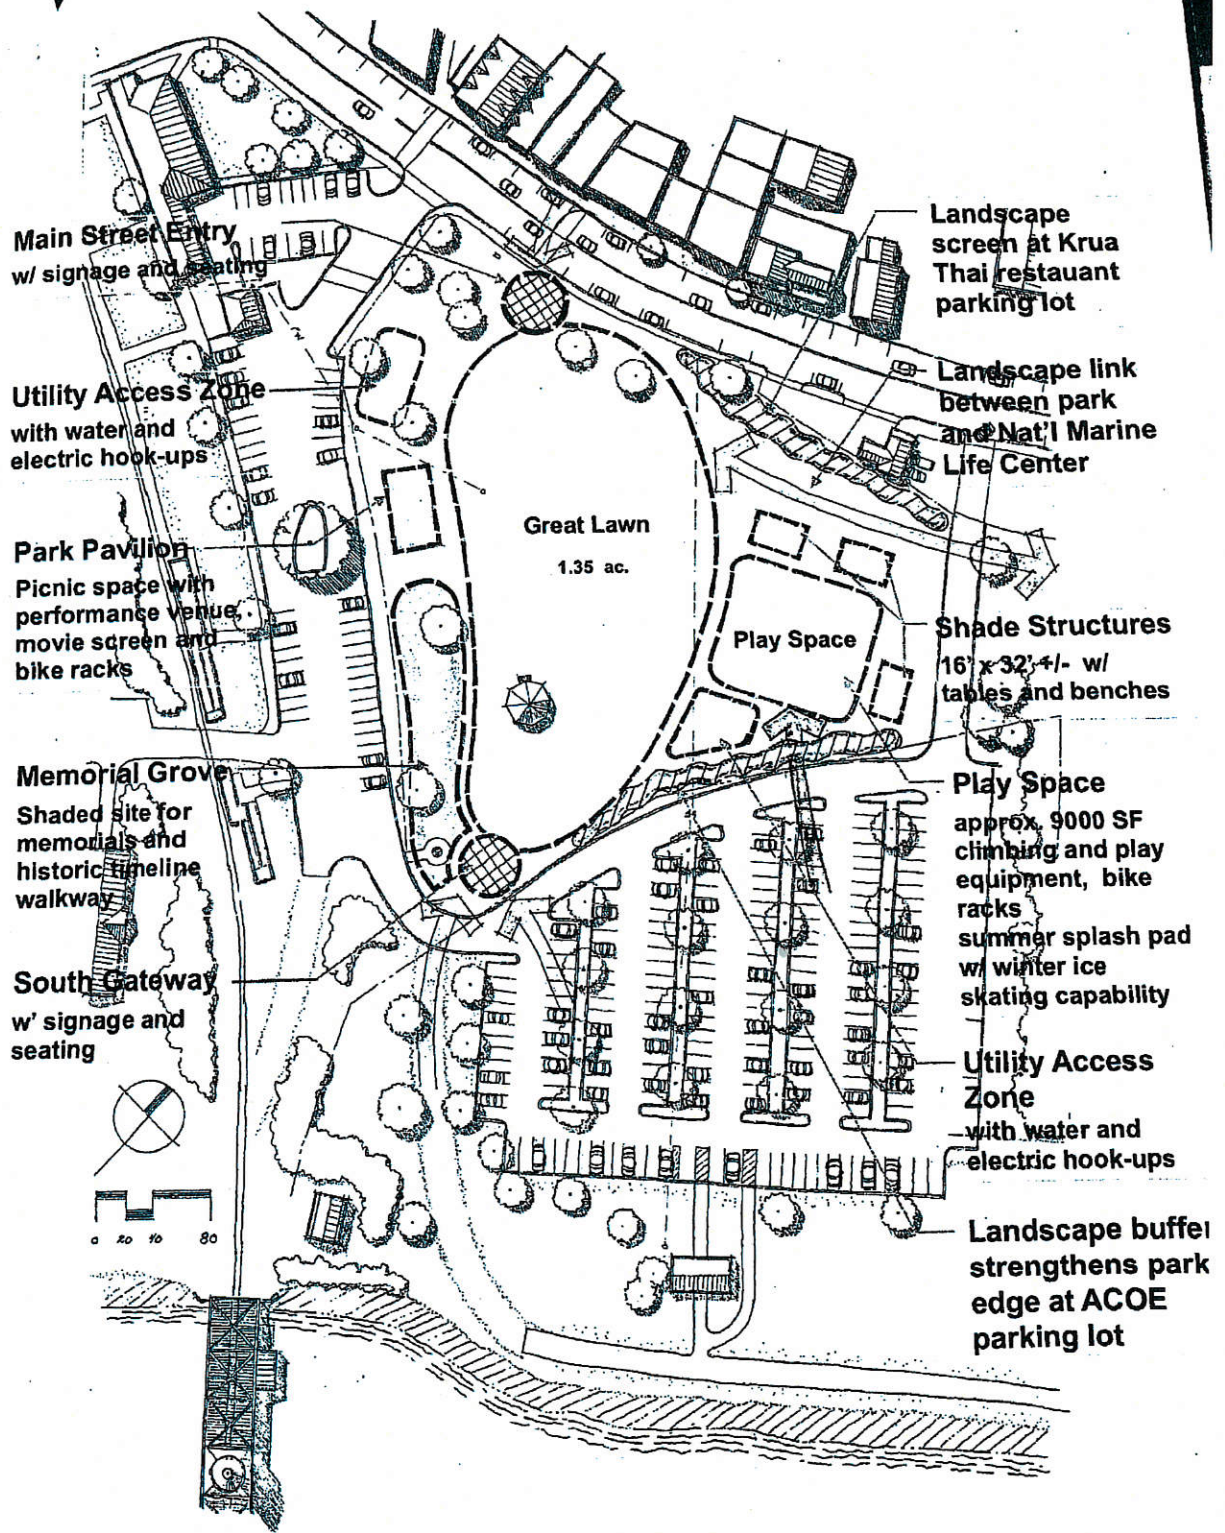 Main Street Entry
w/ signage and seating
Utility Access Zone
with water and
electric hook-ups
Park Pavilion
Picnic space with
performance venue,
movie screen and
bike racks
Memorial Grove
Shaded site for
memorials and
historic timeline
walkway
South Gateway
w' signage and
seating
0 20 40 80
Great Lawn
1.35 ac.
Play Space
Landscape
screen at Krua
Thai restauant
parking lot
Landscape link
between park
and Nat'l Marine
Life Center
Shade Structures
16' x 32' +/- w/
tables and benches
Play Space
approx. 9000 SF
climbing and play
equipment, bike
racks
summer splash pad
w/ winter ice
skating capability
Utility Access
Zone
with water and
electric hook-ups
Landscape buffer
strengthens park
edge at ACOE
parking lot